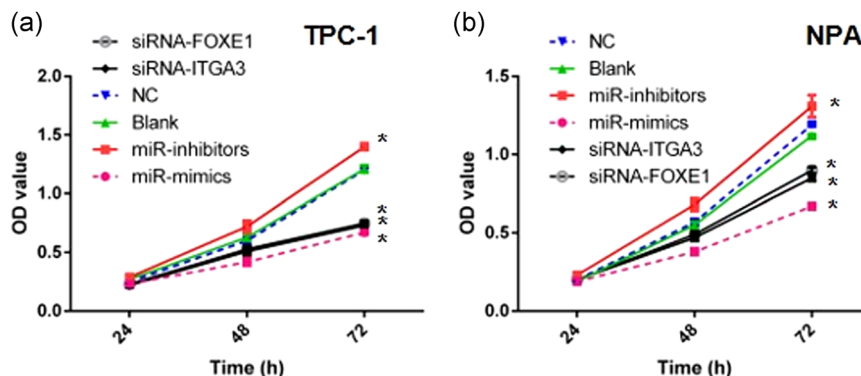 (a)
TPC-1
siRNA-FOXE1
siRNA-ITGA3
NC
Blank
miR-inhibitors
miR-mimics
2.0
1.5
1.0
0.5
0.0
OD value
24
48
72
Time (h)
*
*
*
*
(b)
NPA
NC
Blank
miR-inhibitors
miR-mimics
siRNA-ITGA3
siRNA-FOXE1
1.5
1.0
0.5
0.0
OD value
24
48
72
Time (h)
*
*
*
*